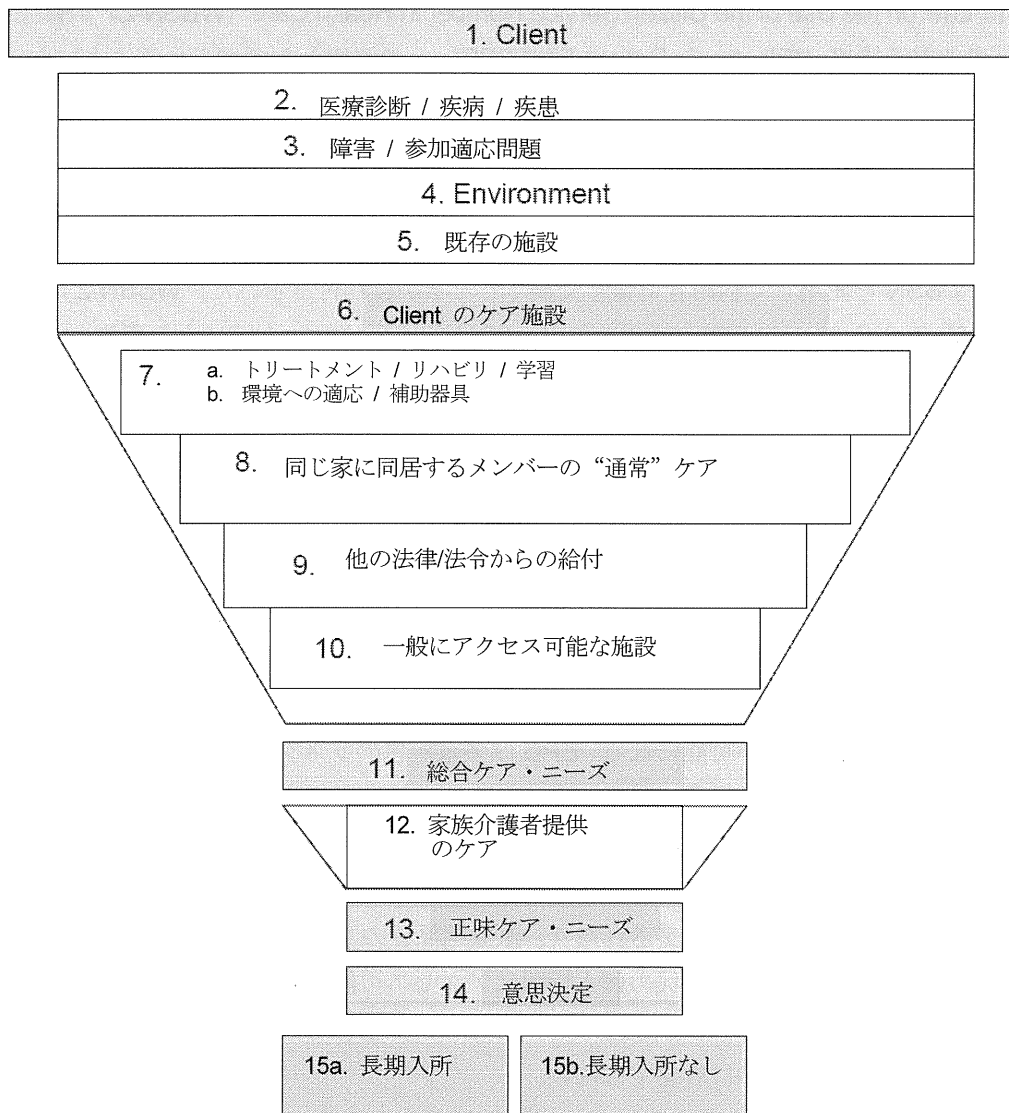 1. Client
2. 医療診断 / 疾病 / 疾患
3. 障害 / 参加適応問題
4. Environment
5. 既存の施設
6. Client のケア施設
7. a. トリートメント / リハビリ / 学習
b. 環境への適応 / 補助器具
8. 同じ家に同居するメンバーの“通常”ケア
9. 他の法律/法令からの給付
10. 一般にアクセス可能な施設
11. 総合ケア・ニーズ
12. 家族介護者提供
のケア
13. 正味ケア・ニーズ
14. 意思決定
15a. 長期入所
15b.長期入所なし